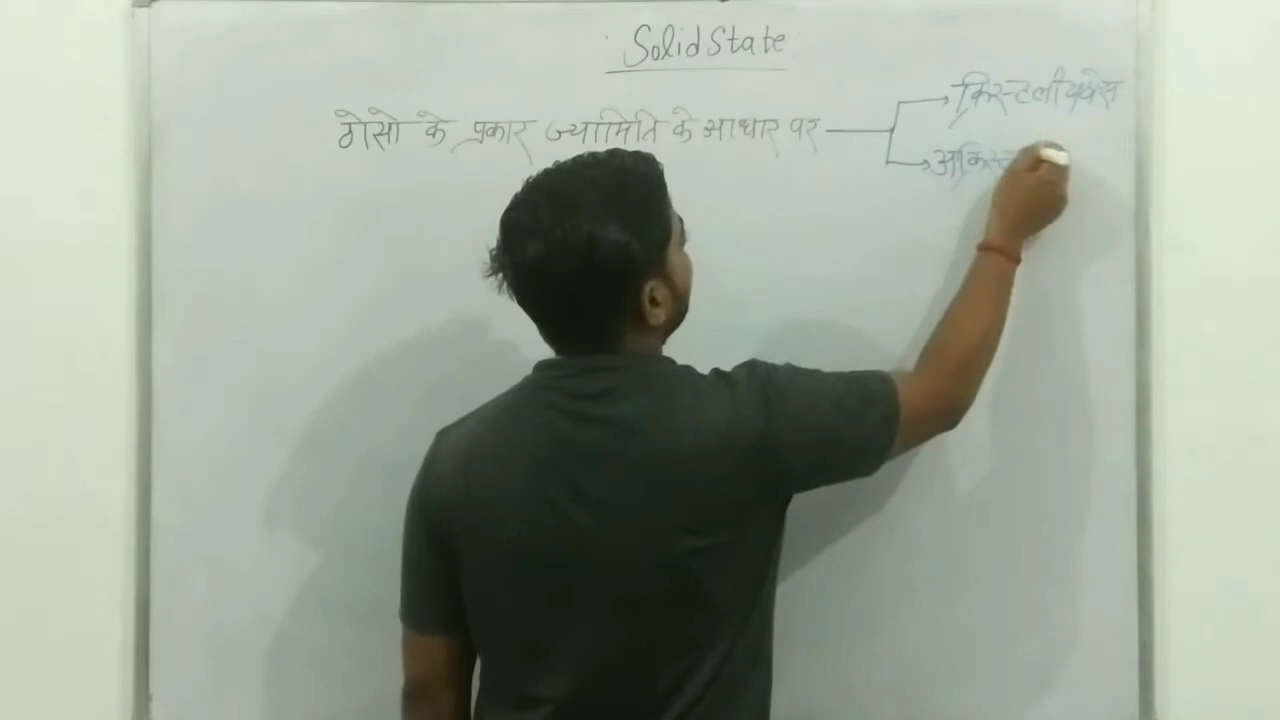 Solid State
ठोसो के प्रकार ज्यामिति के आधार पर
क्रिस्टलीय ठोस